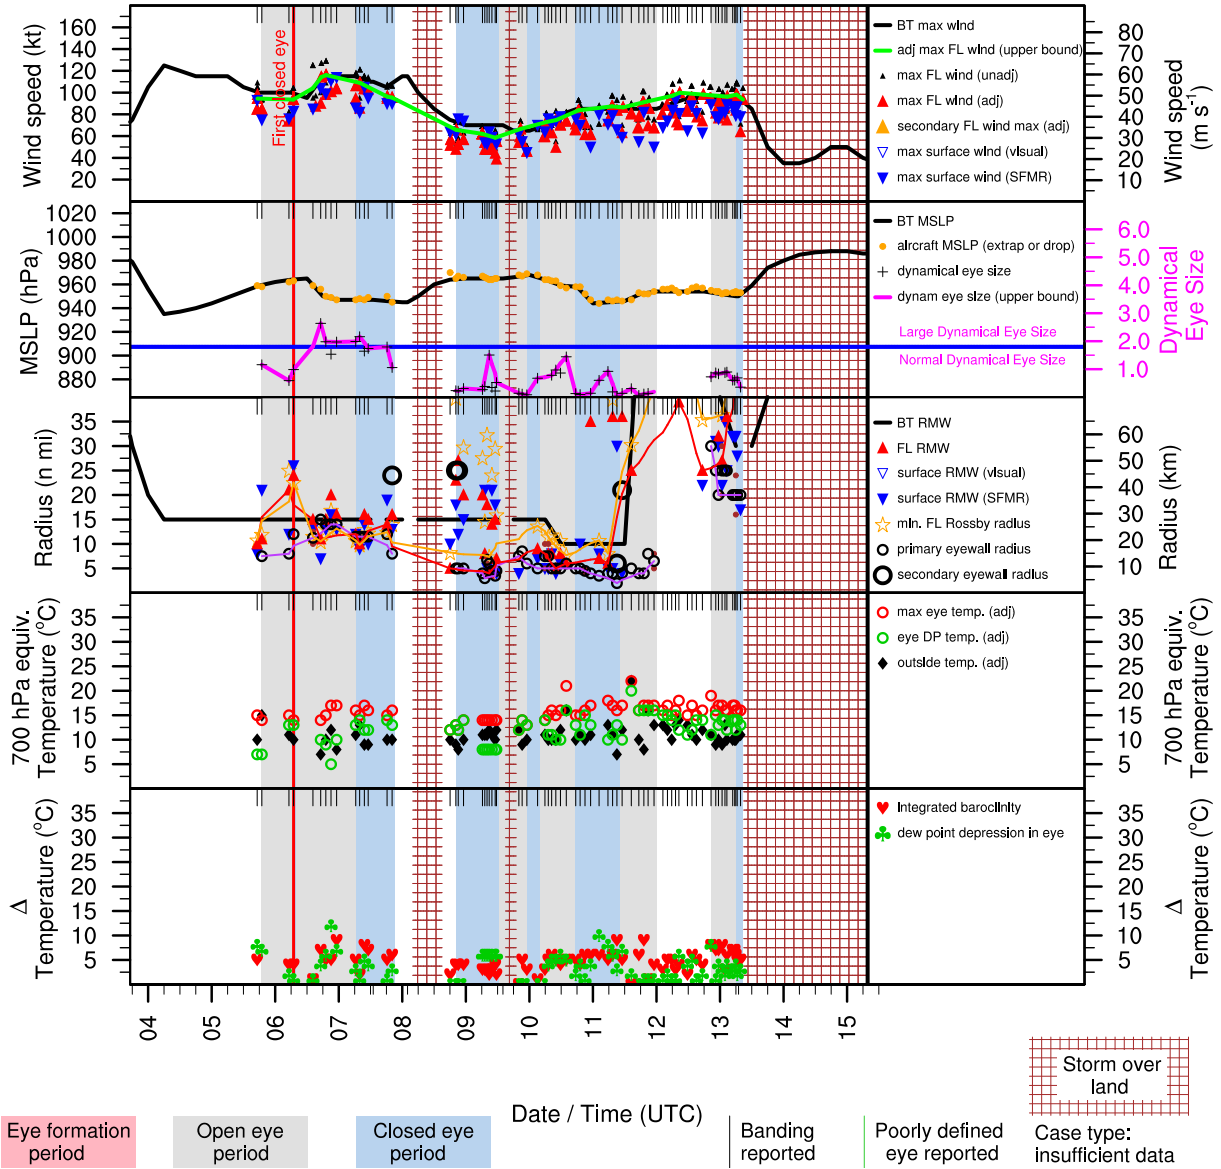 160
140
120
100
80
60
40
20
Wind speed (kt)
First closed eye
BT max wind
adj max FL wind (upper bound)
max FL wind (unadj)
max FL wind (adj)
secondary FL wind max (adj)
max surface wind (visual)
max surface wind (SFMR)
80
70
60
50
40
30
20
10
Wind speed
(m s-1)
1020
1000
980
960
940
920
900
880
MSLP (hPa)
BT MSLP
aircraft MSLP (extrap or drop)
dynamical eye size
dynam eye size (upper bound)
Large Dynamical Eye Size
Normal Dynamical Eye Size
6.0
5.0
4.0
3.0
2.0
1.0
Dynamical
Eye Size
35
30
25
20
15
10
5
Radius (n mi)
BT RMW
FL RMW
surface RMW (visual)
surface RMW (SFMR)
min. FL Rossby radius
primary eyewall radius
secondary eyewall radius
60
50
40
30
20
10
Radius (km)
35
30
25
20
15
10
5
700 hPa equiv.
Temperature (°C)
max eye temp. (adj)
eye DP temp. (adj)
outside temp. (adj)
35
30
25
20
15
10
5
700 hPa equiv.
Temperature (°C)
35
30
25
20
15
10
5
Δ
Temperature (°C)
Integrated baroclinity
dew point depression in eye
35
30
25
20
15
10
5
Δ
Temperature (°C)
04
05
06
07
08
09
10
11
12
13
14
15
Date / Time (UTC)
Storm over
land
Eye formation
period
Open eye
period
Closed eye
period
Banding
reported
Poorly defined
eye reported
Case type:
insufficient data